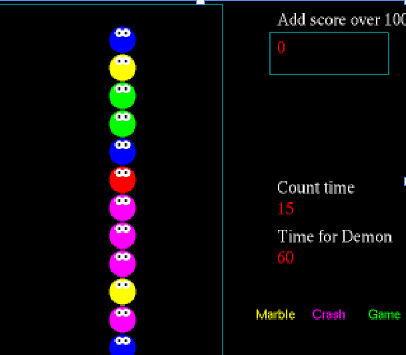 Add score over 100
0
Count time
15
Time for Demon
60
Marble Crash Game